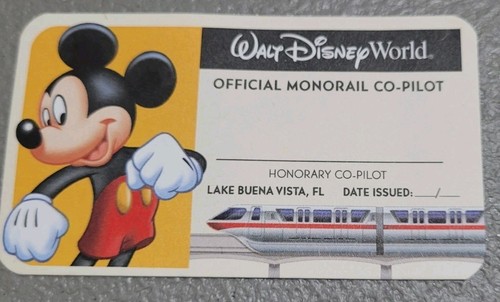 Walt Disney World®
OFFICIAL MONORAIL CO-PILOT
HONORARY CO-PILOT
LAKE BUENA VISTA, FL DATE ISSUED: __/__